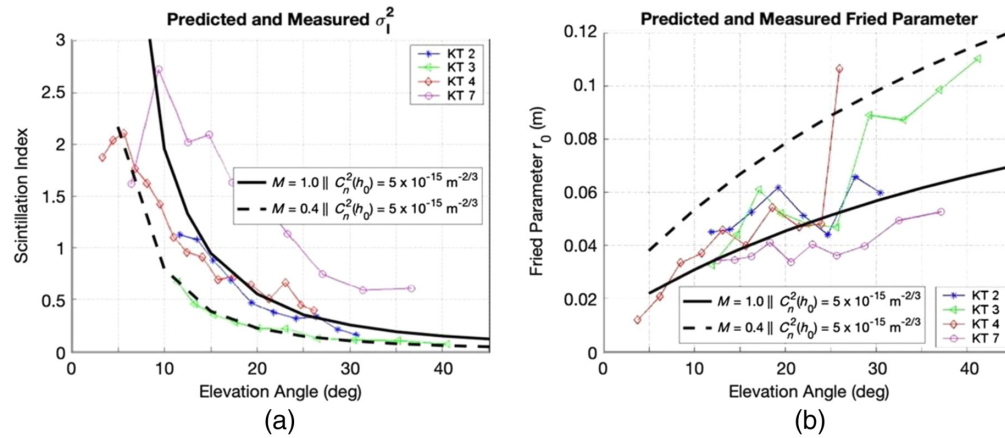 Predicted and Measured σ_I^2
3
2.5
2
1.5
1
0.5
0
Scintillation Index
KT 2
KT 3
KT 4
KT 7
M = 1.0 || C_n^2(h_0) = 5 x 10^-15 m^-2/3
M = 0.4 || C_n^2(h_0) = 5 x 10^-15 m^-2/3
0 5 10 15 20 25 30 35 40 45
Elevation Angle (deg)
(a)
Predicted and Measured Fried Parameter
0.12
0.1
0.08
0.06
0.04
0.02
0
Fried Parameter r_0 (m)
M = 1.0 || C_n^2(h_0) = 5 x 10^-15 m^-2/3
M = 0.4 || C_n^2(h_0) = 5 x 10^-15 m^-2/3
KT 2
KT 3
KT 4
KT 7
0 10 20 30 40
Elevation Angle (deg)
(b)